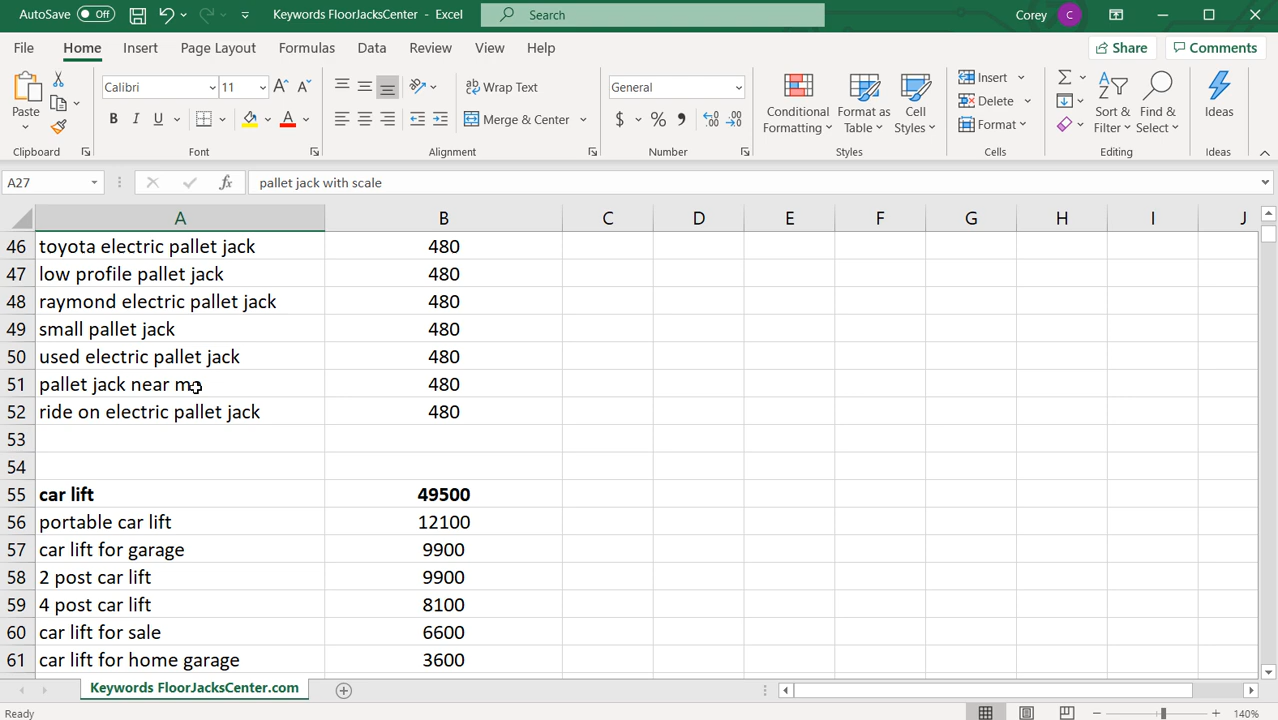 AutoSave Off Keywords FloorJacksCenter - Excel Search Corey C
File Home Insert Page Layout Formulas Data Review View Help Share Comments
Paste Calibri 11 Wrap Text General Conditional Formatting Format as Table Cell Styles Insert Sort & Filter Find & Select Ideas
B I U Merge & Center $ % Delete
Format
Clipboard Font Alignment Number Styles Cells Editing Ideas
A27 fx pallet jack with scale
A B C D E F G H I J
46 toyota electric pallet jack 480
47 low profile pallet jack 480
48 raymond electric pallet jack 480
49 small pallet jack 480
50 used electric pallet jack 480
51 pallet jack near me 480
52 ride on electric pallet jack 480
53
54
55 car lift 49500
56 portable car lift 12100
57 car lift for garage 9900
58 2 post car lift 9900
59 4 post car lift 8100
60 car lift for sale 6600
61 car lift for home garage 3600
Keywords FloorJacksCenter.com
Ready 140%